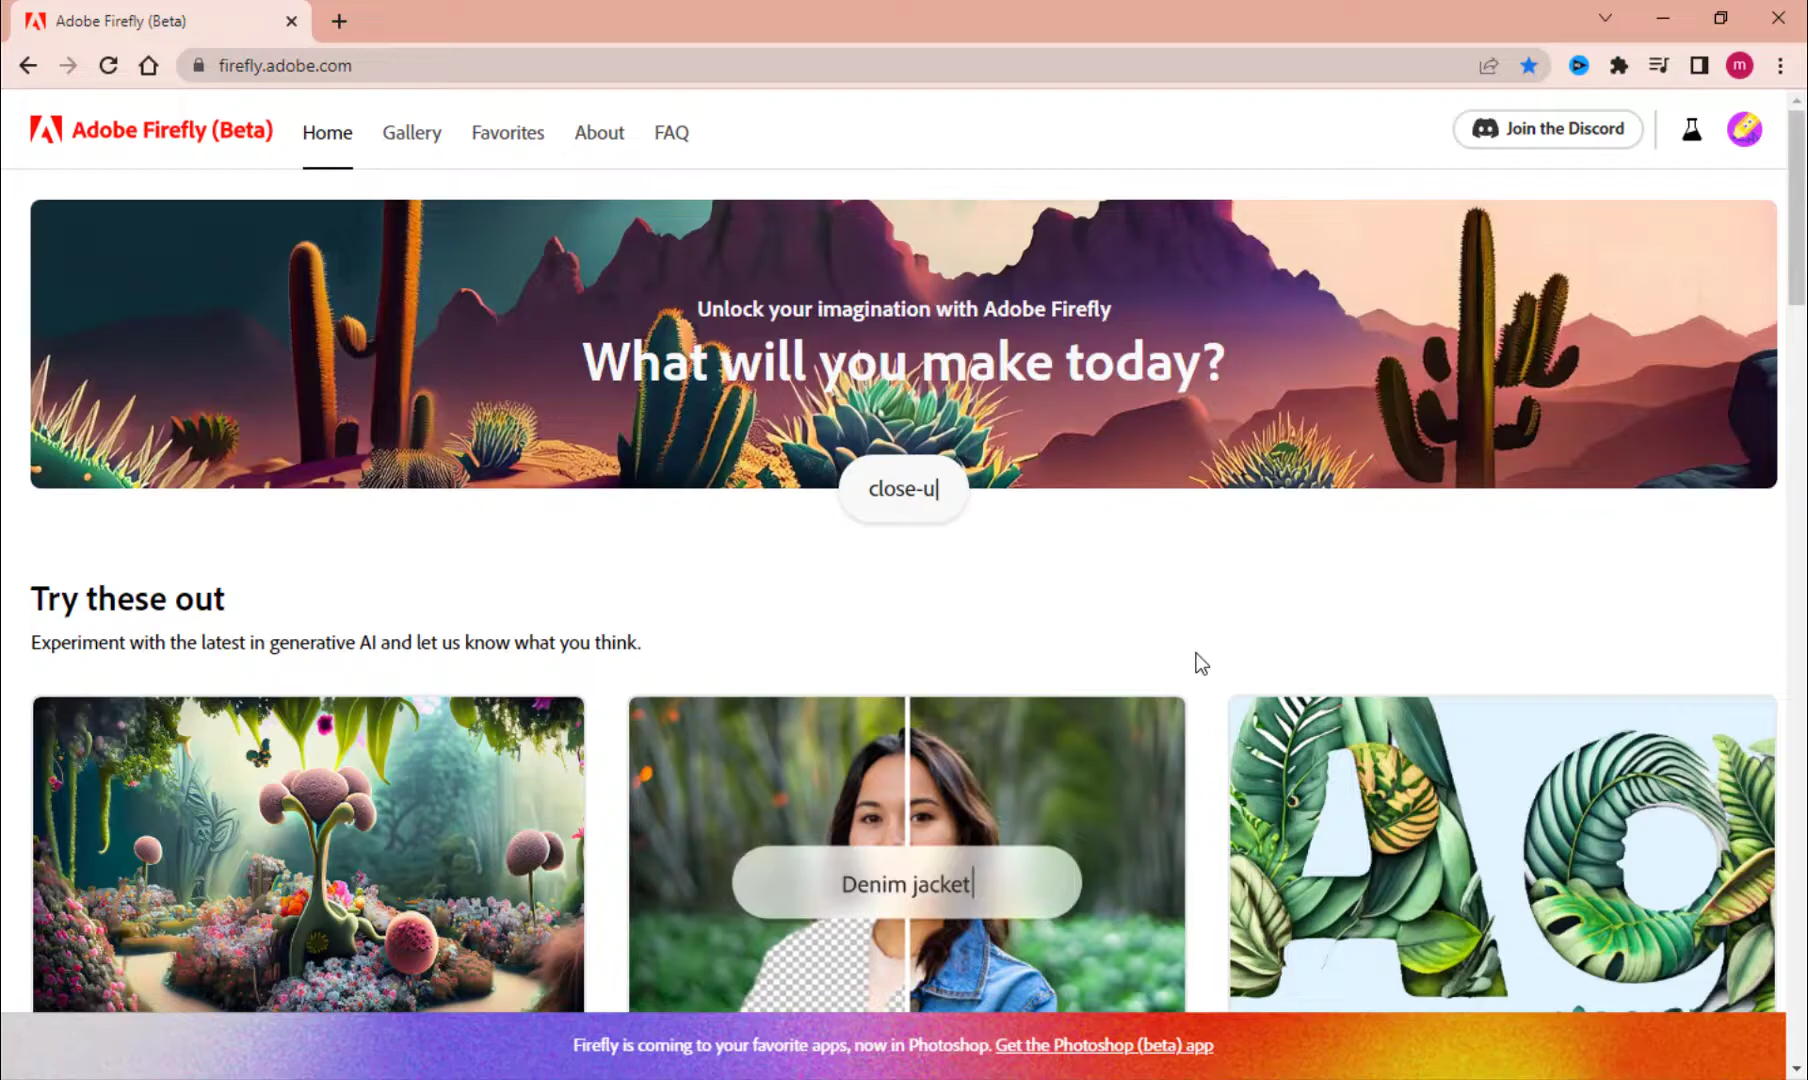 Adobe Firefly (Beta)
firefly.adobe.com
m
Adobe Firefly (Beta)
Home
Gallery
Favorites
About
FAQ
Join the Discord
Unlock your imagination with Adobe Firefly
What will you make today?
close-u
Try these out
Experiment with the latest in generative AI and let us know what you think.
Denim jacket
Ag
Firefly is coming to your favorite apps, now in Photoshop. Get the Photoshop (beta) app